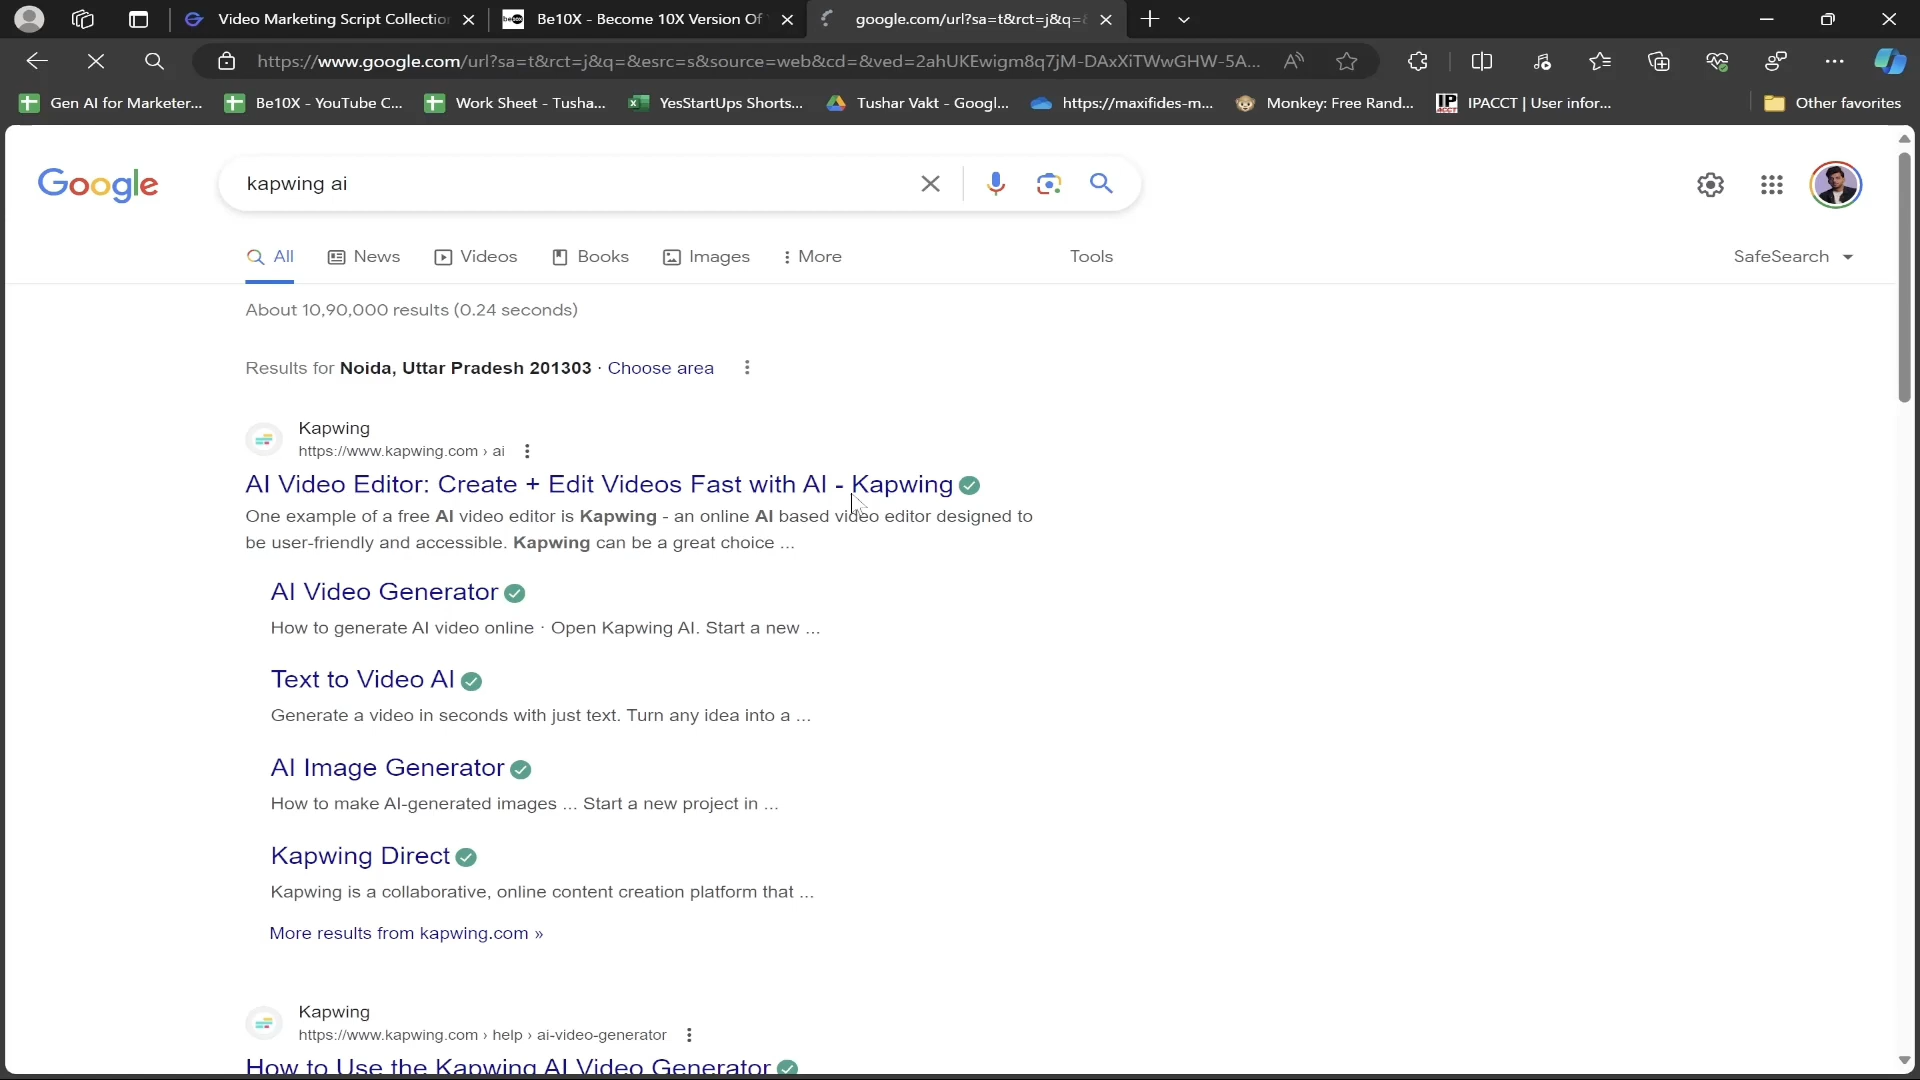 Video Marketing Script Collectio
be10x
Be10X - Become 10X Version Of
google.com/url?sa=t&rct=j&q=&
https://www.google.com/url?sa=t&rct=j&q=&esrc=s&source=web&cd=&ved=2ahUKEwigm8q7jM-DAxXiTWwGHW-5A...
Gen AI for Marketer...
Be10X - YouTube C...
Work Sheet - Tusha...
YesStartUps Shorts...
Tushar Vakt - Googl...
https://maxifides-m...
Monkey: Free Rand...
IPACCT | User infor...
Other favorites
Google
kapwing ai
All
News
Videos
Books
Images
More
Tools
SafeSearch
About 10,90,000 results (0.24 seconds)
Results for Noida, Uttar Pradesh 201303 · Choose area
Kapwing
https://www.kapwing.com › ai
AI Video Editor: Create + Edit Videos Fast with AI - Kapwing
One example of a free AI video editor is Kapwing - an online AI based video editor designed to
be user-friendly and accessible. Kapwing can be a great choice ...
AI Video Generator
How to generate AI video online · Open Kapwing AI. Start a new ...
Text to Video AI
Generate a video in seconds with just text. Turn any idea into a ...
AI Image Generator
How to make AI-generated images ... Start a new project in ...
Kapwing Direct
Kapwing is a collaborative, online content creation platform that ...
More results from kapwing.com »
Kapwing
https://www.kapwing.com › help › ai-video-generator
How to Use the Kapwing AI Video Generator